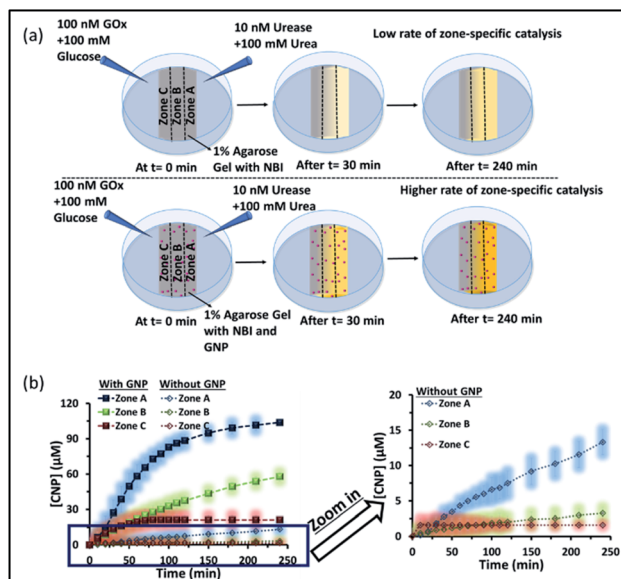 (a)
100 nM GOx
+100 mM
Glucose
10 nM Urease
+100 mM Urea
Low rate of zone-specific catalysis
Zone C
Zone B
Zone A
At t= 0 min
1% Agarose
Gel with NBI
After t= 30 min
After t= 240 min
100 nM GOx
+100 mM
Glucose
10 nM Urease
+100 mM Urea
Higher rate of zone-specific catalysis
Zone C
Zone B
Zone A
At t= 0 min
1% Agarose Gel
with NBI and
GNP
After t= 30 min
After t= 240 min
(b)
With GNP
Zone A
Zone B
Zone C
Without GNP
Zone A
Zone B
Zone C
120
90
60
30
0
[CNP] (μM)
0 50 100 150 200 250
Time (min)
Zoom in
Without GNP
Zone A
Zone B
Zone C
20
15
10
5
0
[CNP] (μM)
0 50 100 150 200 250
Time (min)